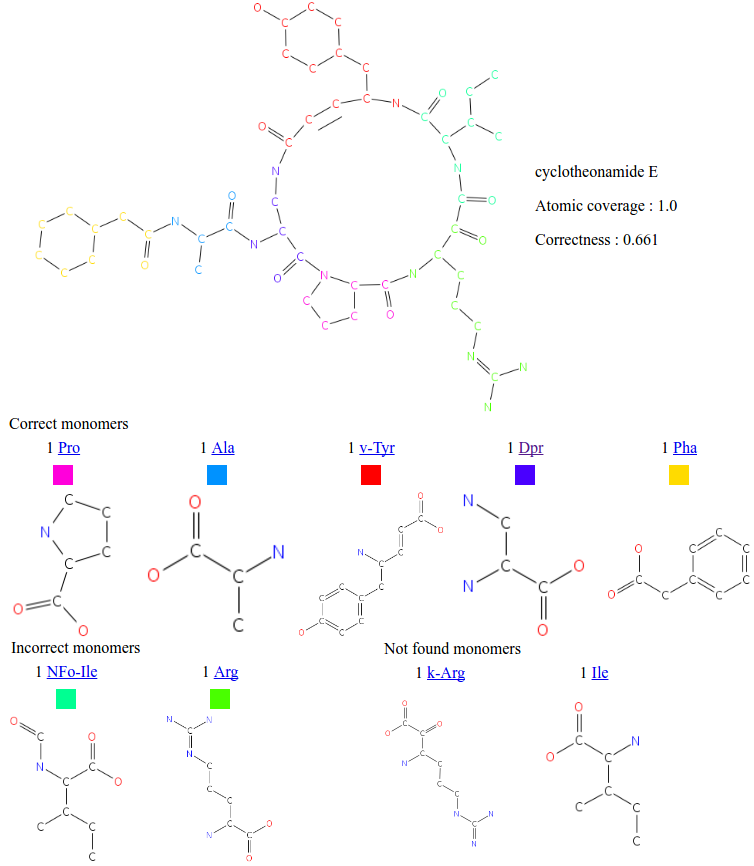 cyclotheonamide E
Atomic coverage : 1.0
Correctness : 0.661
Correct monomers
1 Pro
1 Ala
1 v-Tyr
1 Dpr
1 Pha
Incorrect monomers
Not found monomers
1 NFo-Ile
1 Arg
1 k-Arg
1 Ile